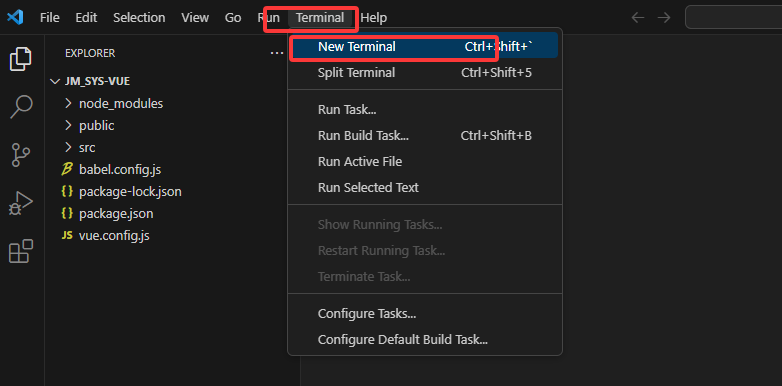 File Edit Selection View Go Run Terminal Help
EXPLORER
JM_SYS-VUE
node_modules
public
src
babel.config.js
package-lock.json
package.json
JS vue.config.js
New Terminal Ctrl+Shift+`
Split Terminal Ctrl+Shift+5
Run Task...
Run Build Task... Ctrl+Shift+B
Run Active File
Run Selected Text
Show Running Tasks...
Restart Running Task...
Terminate Task...
Configure Tasks...
Configure Default Build Task...